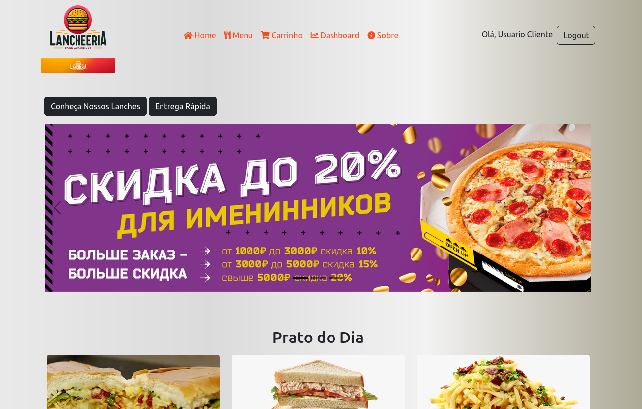 LANCHEERIA
Home Menu Carrinho Dashboard Sobre
Olá, Usuario Cliente Logout
Conheça Nossos Lanches Entrega Rápida
СКИДКА ДО 20%
ДЛЯ ИМЕНИННИКОВ
БОЛЬШЕ ЗАКАЗ –
БОЛЬШЕ СКИДКА
от 1000₽ до 3000₽ скидка 10%
от 3000₽ до 5000₽ скидка 15%
свыше 5000₽ скидка 20%
Prato do Dia